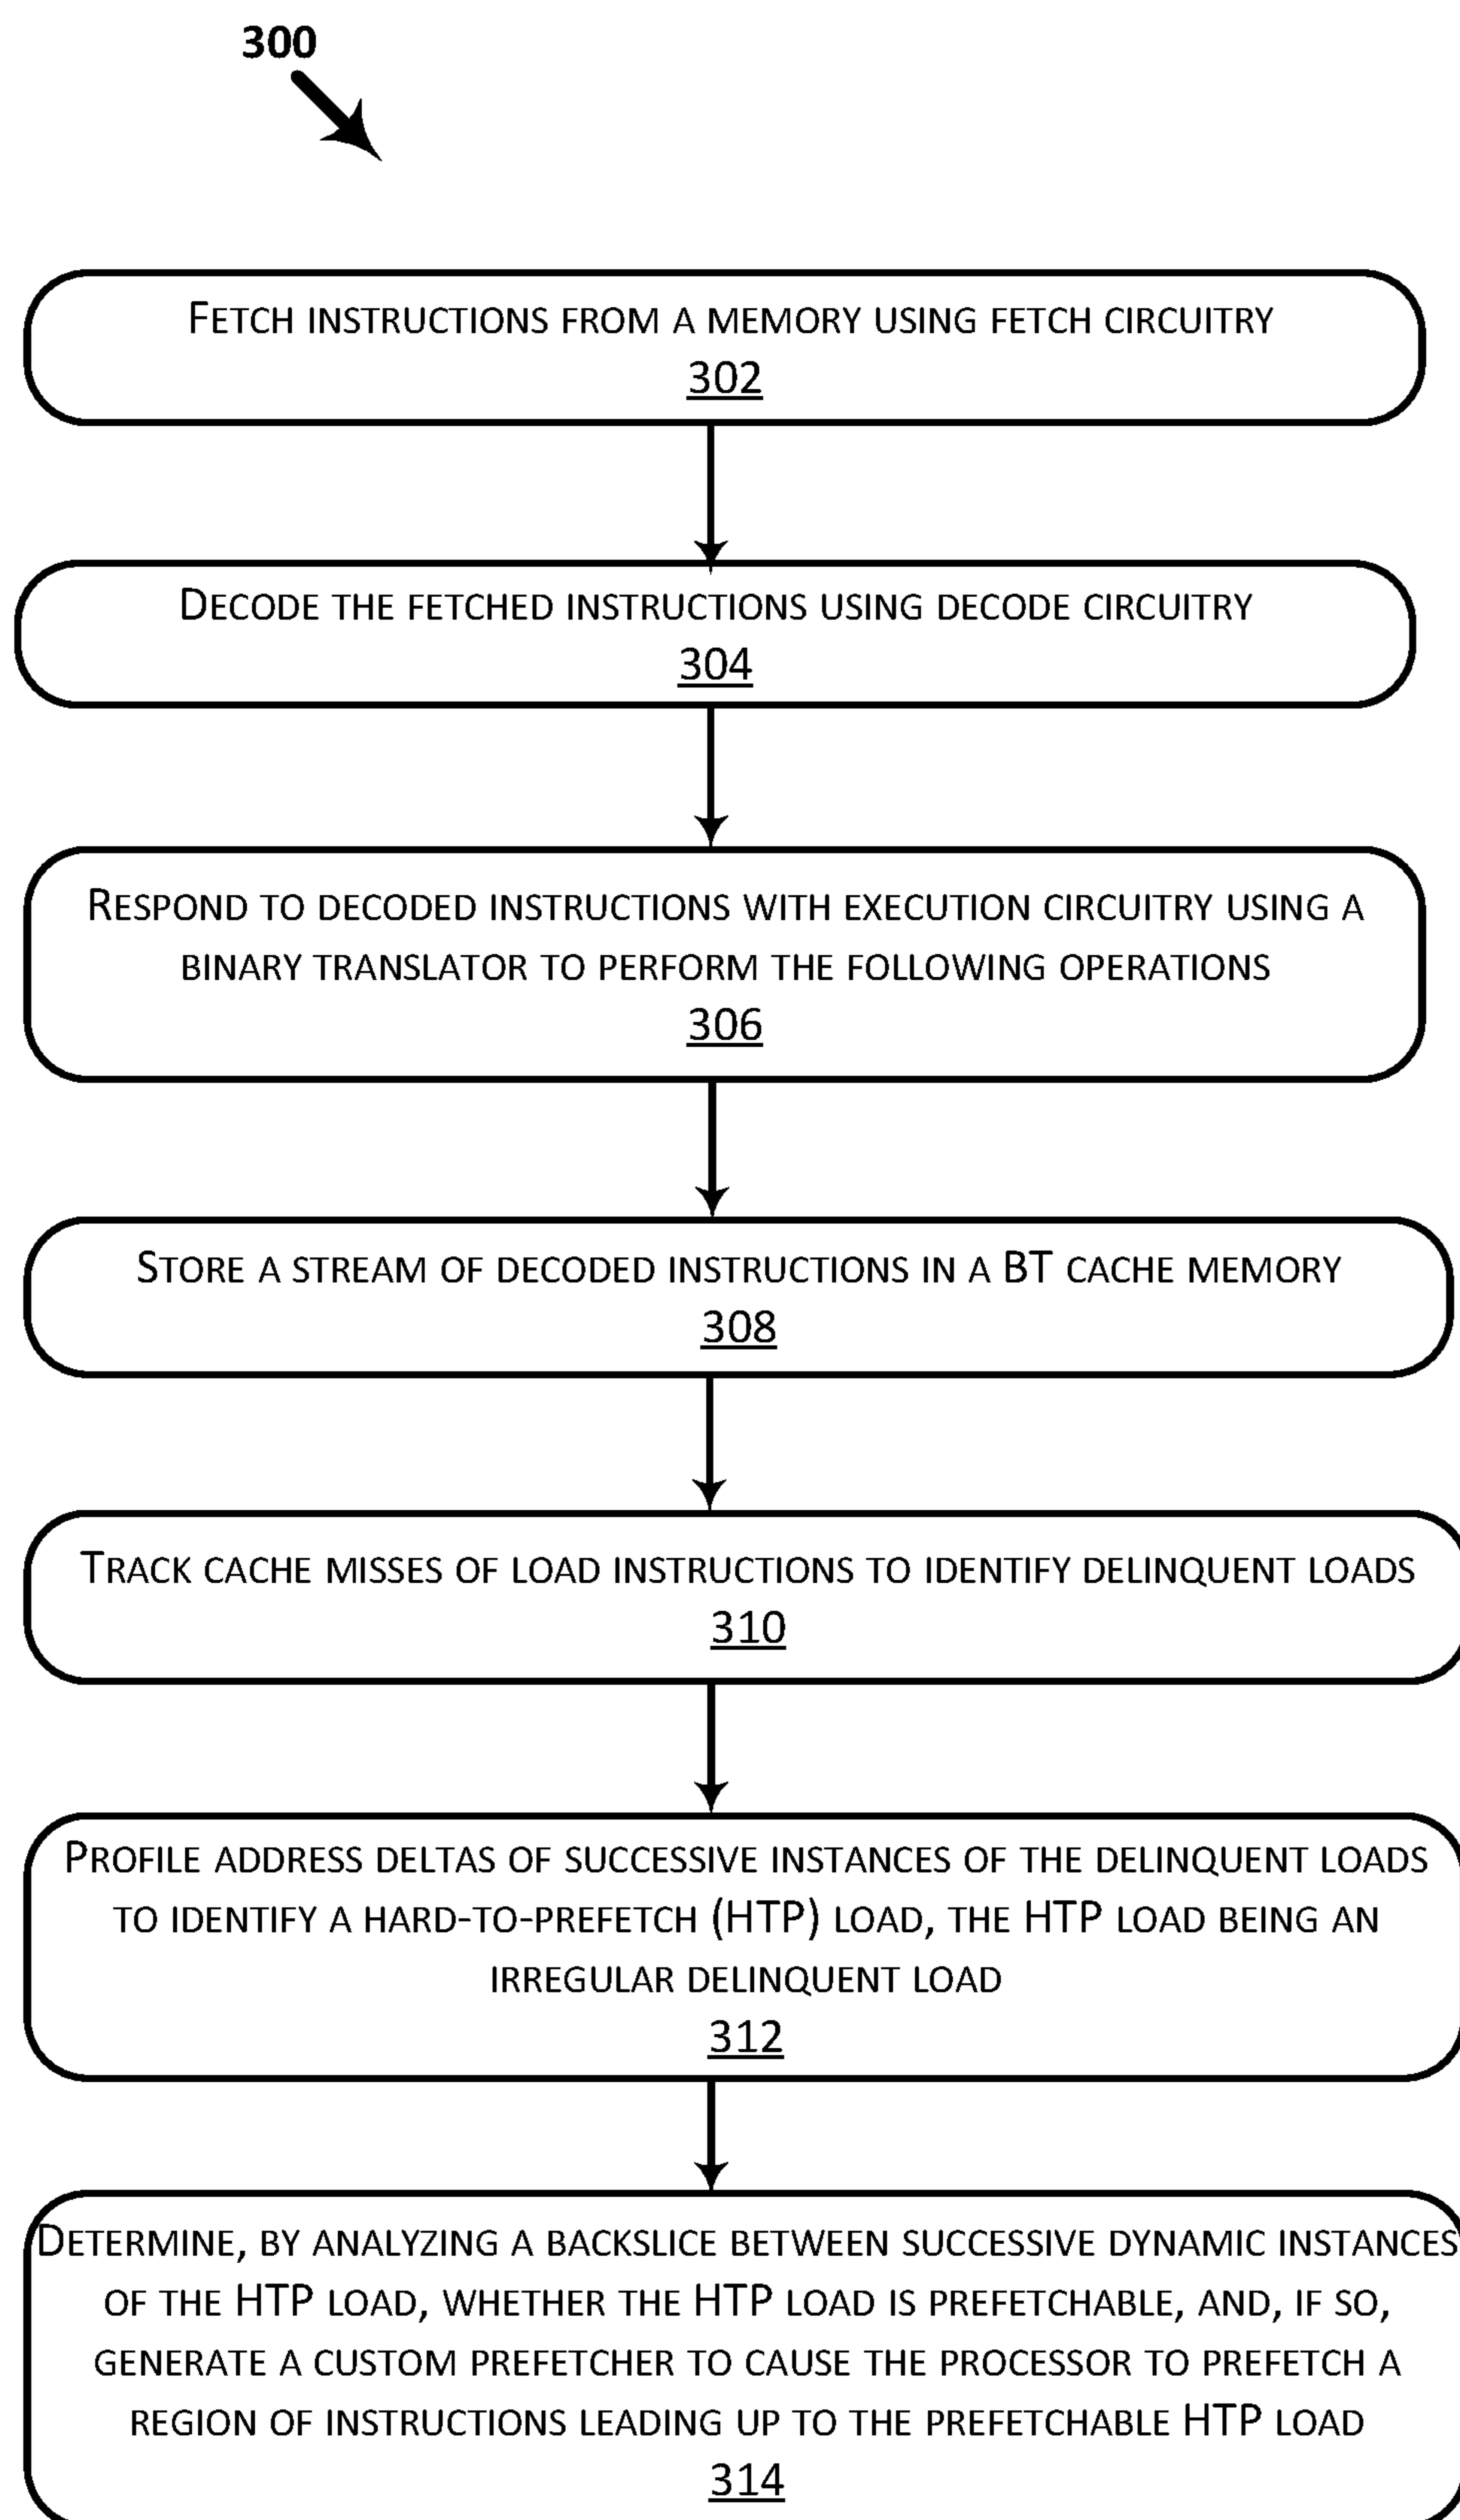 300
Fetch instructions from a memory using fetch circuitry
302
Decode the fetched instructions using decode circuitry
304
Respond to decoded instructions with execution circuitry using a
binary translator to perform the following operations
306
Store a stream of decoded instructions in a BT cache memory
308
Track cache misses of load instructions to identify delinquent loads
310
Profile address deltas of successive instances of the delinquent loads
to identify a hard-to-prefetch (HTP) load, the HTP load being an
irregular delinquent load
312
Determine, by analyzing a backslice between successive dynamic instances
of the HTP load, whether the HTP load is prefetchable, and, if so,
generate a custom prefetcher to cause the processor to prefetch a
region of instructions leading up to the prefetchable HTP load
314